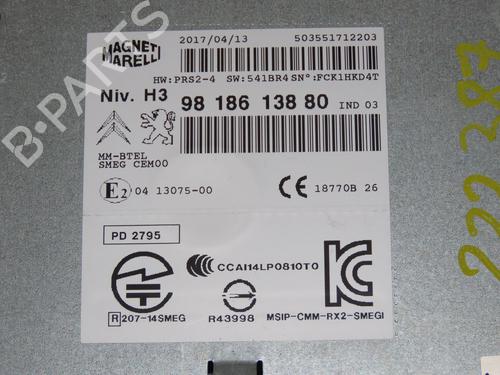 MAGNETI MARELLI
2017/04/13 503551712203
HW:PRS2-4 SW:541BR4 SN°:FCK1HKD4T
Niv. H3 98 186 138 80 IND 03
MM-BTEL
SMEG CEM00
E2 04 13075-00 CE 18770B 26
PD 2795
CCAI14LP0810T0
R 207-14SMEG R43998 MSIP-CMM-RX2-SMEGI
222 287